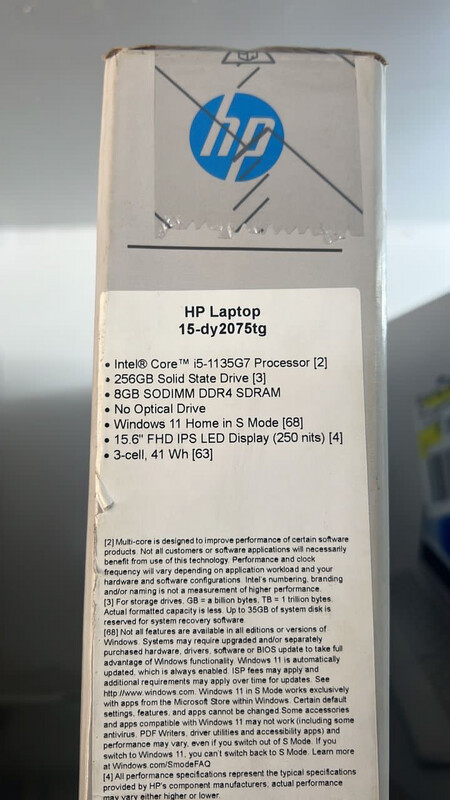 hp
HP Laptop
15-dy2075tg
• Intel® Core™ i5-1135G7 Processor [2]
• 256GB Solid State Drive [3]
• 8GB SODIMM DDR4 SDRAM
• No Optical Drive
• Windows 11 Home in S Mode [68]
• 15.6" FHD IPS LED Display (250 nits) [4]
• 3-cell, 41 Wh [63]
[2] Multi-core is designed to improve performance of certain software
products. Not all customers or software applications will necessarily
benefit from use of this technology. Performance and clock
frequency will vary depending on application workload and your
hardware and software configurations. Intel's numbering, branding
and/or naming is not a measurement of higher performance.
[3] For storage drives, GB = a billion bytes, TB = 1 trillion bytes.
Actual formatted capacity is less. Up to 35GB of system disk is
reserved for system recovery software
[68] Not all features are available in all editions or versions of
Windows. Systems may require upgraded and/or separately
purchased hardware, drivers, software or BIOS update to take full
advantage of Windows functionality. Windows 11 is automatically
updated, which is always enabled. ISP fees may apply and
additional requirements may apply over time for updates. See
http://www.windows.com. Windows 11 in S Mode works exclusively
with apps from the Microsoft Store within Windows. Certain default
settings, features, and apps cannot be changed Some accessories
and apps compatible with Windows 11 may not work (including some
antivirus, PDF Writers, driver utilities and accessibility apps) and
performance may vary, even if you switch out of S Mode. If you
switch to Windows 11, you can't switch back to S Mode. Learn more
at Windows.com/SmodeFAQ
[4] All performance specifications represent the typical specifications
provided by HP's component manufacturers; actual performance
may vary either higher or lower.